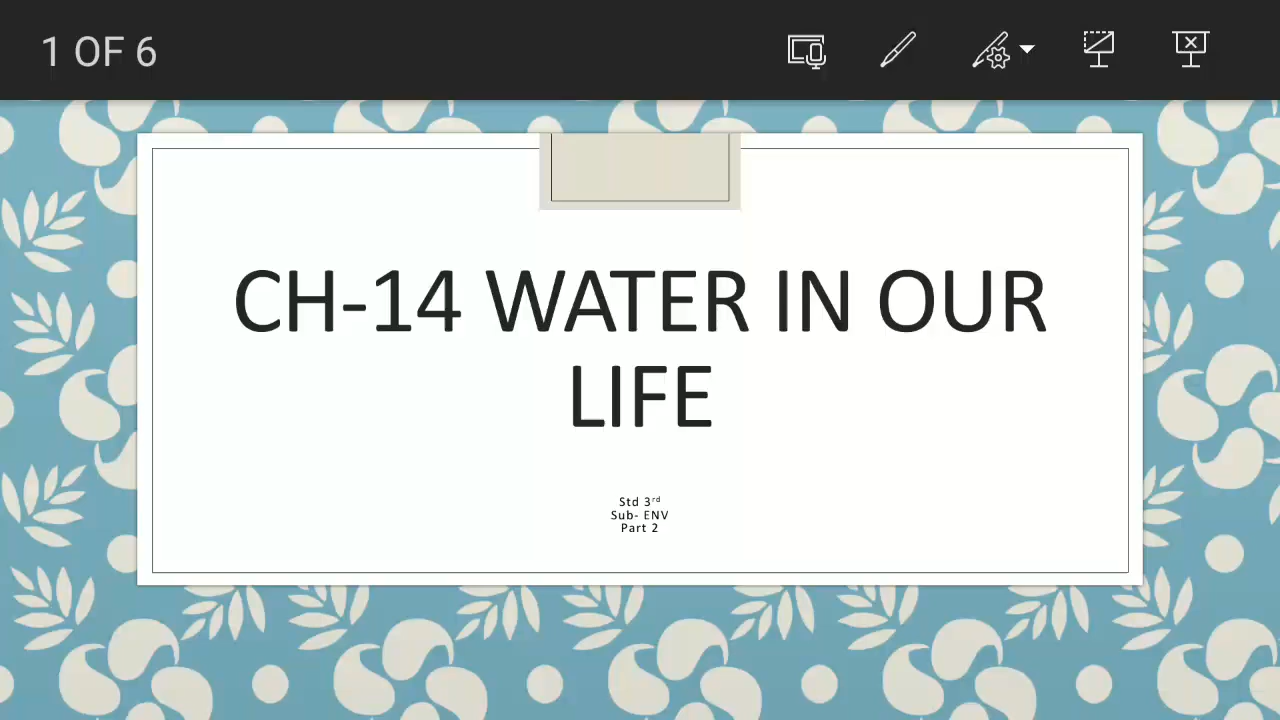 1 OF 6
CH-14 WATER IN OUR
LIFE
Std 3rd
Sub- ENV
Part 2